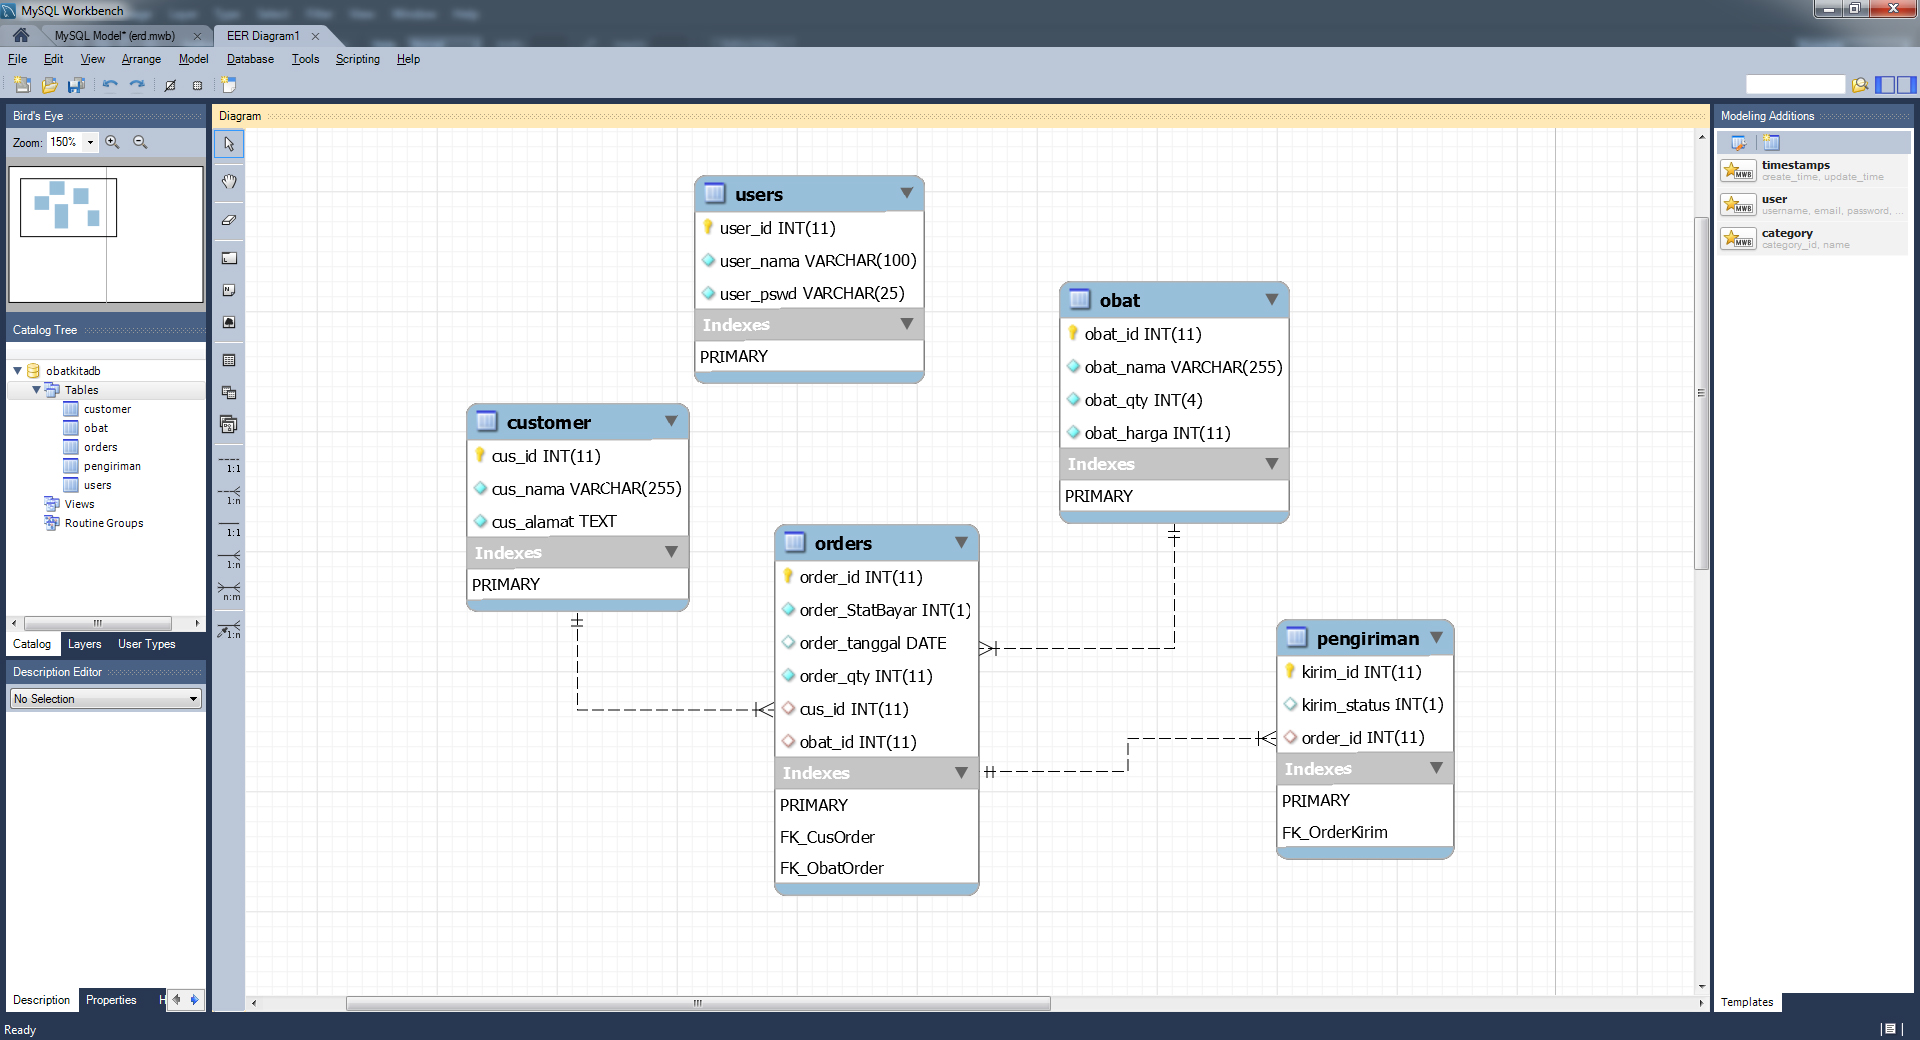 MySQL Workbench
MySQL Model* (erd.mwb)
EER Diagram1
File Edit View Arrange Model Database Tools Scripting Help
Bird's Eye
Zoom: 150%
Catalog Tree
obatkitadb
Tables
customer
obat
orders
pengiriman
users
Views
Routine Groups
Catalog Layers User Types
Description Editor
No Selection
Description Properties H
Ready
Diagram
1:1
1:n
1:1
1:n
n:m
1:n
users
user_id INT(11)
user_nama VARCHAR(100)
user_pswd VARCHAR(25)
Indexes
PRIMARY
customer
cus_id INT(11)
cus_nama VARCHAR(255)
cus_alamat TEXT
Indexes
PRIMARY
obat
obat_id INT(11)
obat_nama VARCHAR(255)
obat_qty INT(4)
obat_harga INT(11)
Indexes
PRIMARY
orders
order_id INT(11)
order_StatBayar INT(1)
order_tanggal DATE
order_qty INT(11)
cus_id INT(11)
obat_id INT(11)
Indexes
PRIMARY
FK_CusOrder
FK_ObatOrder
pengiriman
kirim_id INT(11)
kirim_status INT(1)
order_id INT(11)
Indexes
PRIMARY
FK_OrderKirim
Modeling Additions
MWB
timestamps
create_time, update_time
MWB
user
username, email, password, ...
MWB
category
category_id, name
Templates